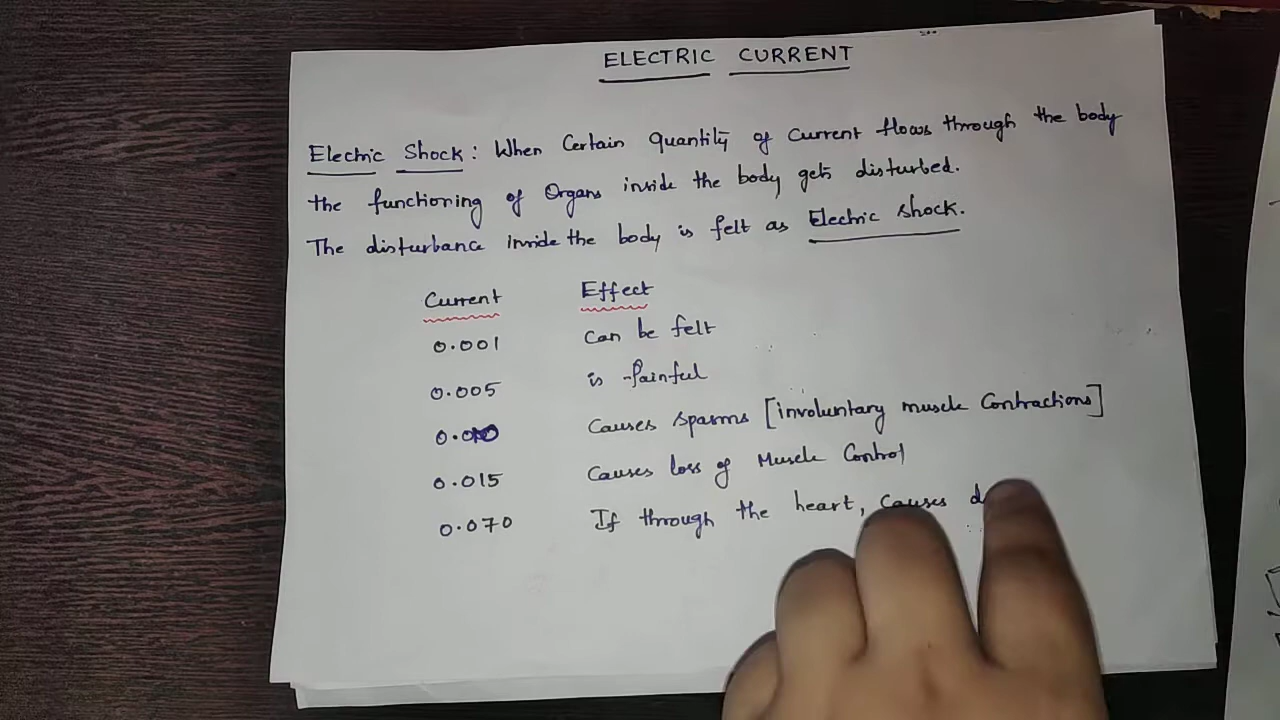 ELECTRIC CURRENT
Electric Shock: When Certain Quantity of Current flows through the body
the functioning of Organs inside the body gets disturbed.
The disturbance inside the body is felt as Electric shock.
Current Effect
0.001 Can be felt
0.005 is Painful
0.010 Causes spasms [involuntary muscle Contractions]
0.015 Causes loss of Muscle Control
0.070 If through the heart, Causes